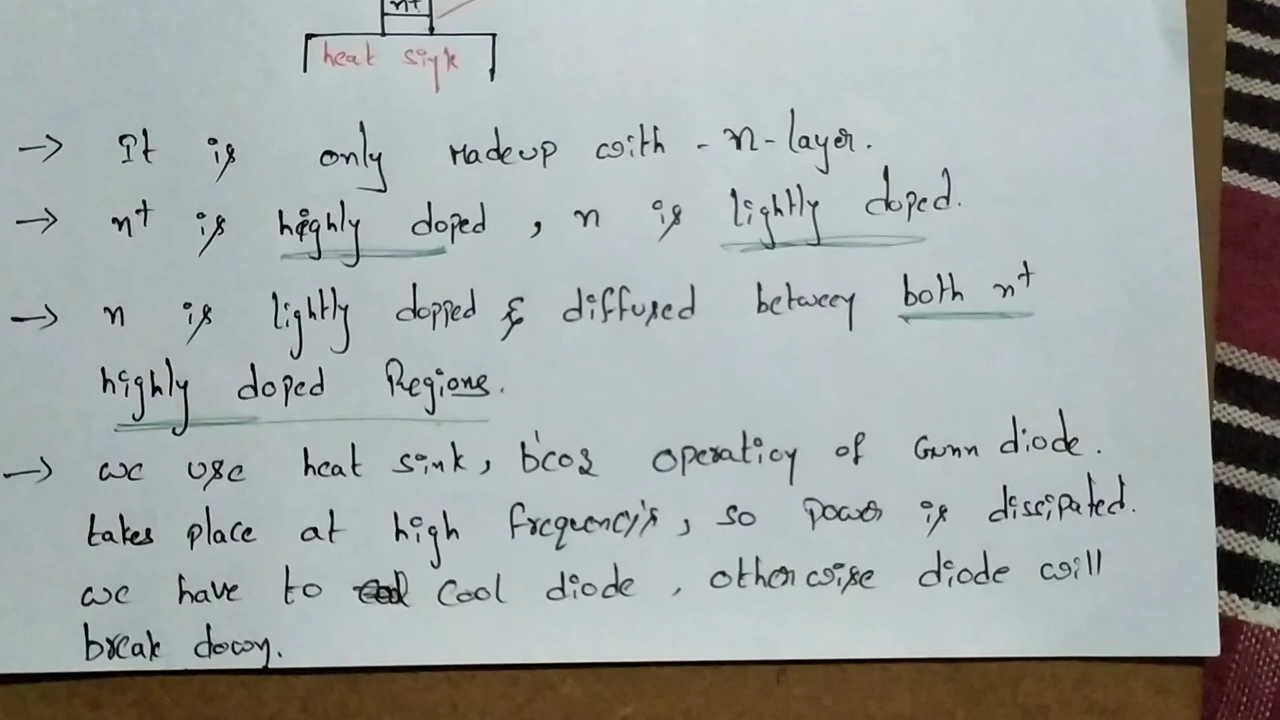 n+
heat sink
→ It is only madeup with - n-layer.
→ n+ is highly doped, n is lightly doped.
→ n is lightly dopped & diffused between both n+
highly doped Regions.
→ we use heat sink, b'cos operation of Gunn diode.
takes place at high frequency's, so power is dissipated.
we have to cool diode, otherwise diode will
break down.